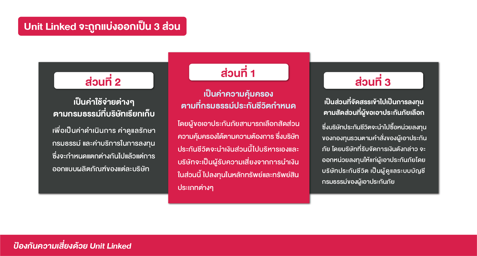 Unit Linked จะถูกแบ่งออกเป็น 3 ส่วน
ส่วนที่ 2
เป็นค่าใช้จ่ายต่างๆ
ตามกรมธรรม์ที่บริษัทเรียกเก็บ
เพื่อเป็นค่าดำเนินการ ค่าดูแลรักษา
กรมธรรม์ และค่าบริการในการลงทุน
ซึ่งจะกำหนดแตกต่างกันไปแล้วแต่การ
ออกแบบผลิตภัณฑ์ของแต่ละบริษัท
ส่วนที่ 1
เป็นค่าความคุ้มครอง
ตามที่กรมธรรม์ประกันชีวิตกำหนด
โดยผู้ขอเอาประกันภัยสามารถเลือกสัดส่วน
ความคุ้มครองได้ตามความต้องการ ซึ่งบริษัท
ประกันชีวิตจะนำเงินส่วนนี้ไปบริหารเองและ
บริษัทจะเป็นผู้รับความเสี่ยงจากการนำเงิน
ในส่วนนี้ ไปลงทุนในหลักทรัพย์และทรัพย์สิน
ประเภทต่างๆ
ส่วนที่ 3
เป็นส่วนที่จัดสรรเข้าไปเป็นการลงทุน
ตามสัดส่วนที่ผู้ขอเอาประกันภัยเลือก
ซึ่งบริษัทประกันชีวิตจะนำไปซื้อหน่วยลงทุน
ของกองทุนรวมตามคำสั่งของผู้เอาประกัน
ภัย โดยบริษัทที่รับจัดการเงินดังกล่าว จะ
ออกหน่วยลงทุนให้แก่ผู้เอาประกันภัยโดย
บริษัทประกันชีวิต เป็นผู้ดูแลระบบบัญชี
กรมธรรม์ของผู้เอาประกันภัย
ป้องกันความเสี่ยงด้วย Unit Linked